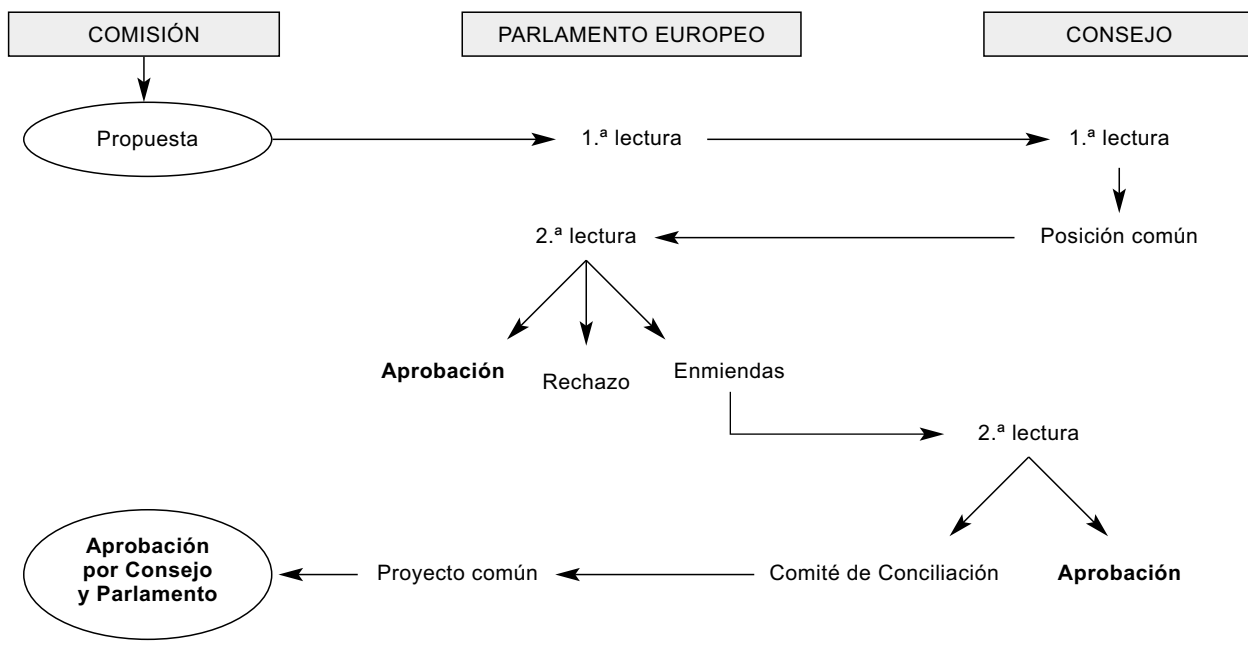 COMISIÓN
PARLAMENTO EUROPEO
CONSEJO
Propuesta
1.ª lectura
1.ª lectura
2.ª lectura
Posición común
Aprobación
Rechazo
Enmiendas
2.ª lectura
Aprobación
por Consejo
y Parlamento
Proyecto común
Comité de Conciliación
Aprobación